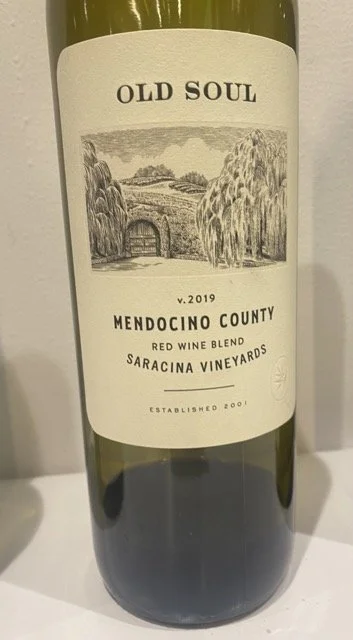 OLD SOUL
v.2019
MENDOCINO COUNTY
RED WINE BLEND
SARACINA VINEYARDS
ESTABLISHED 2001